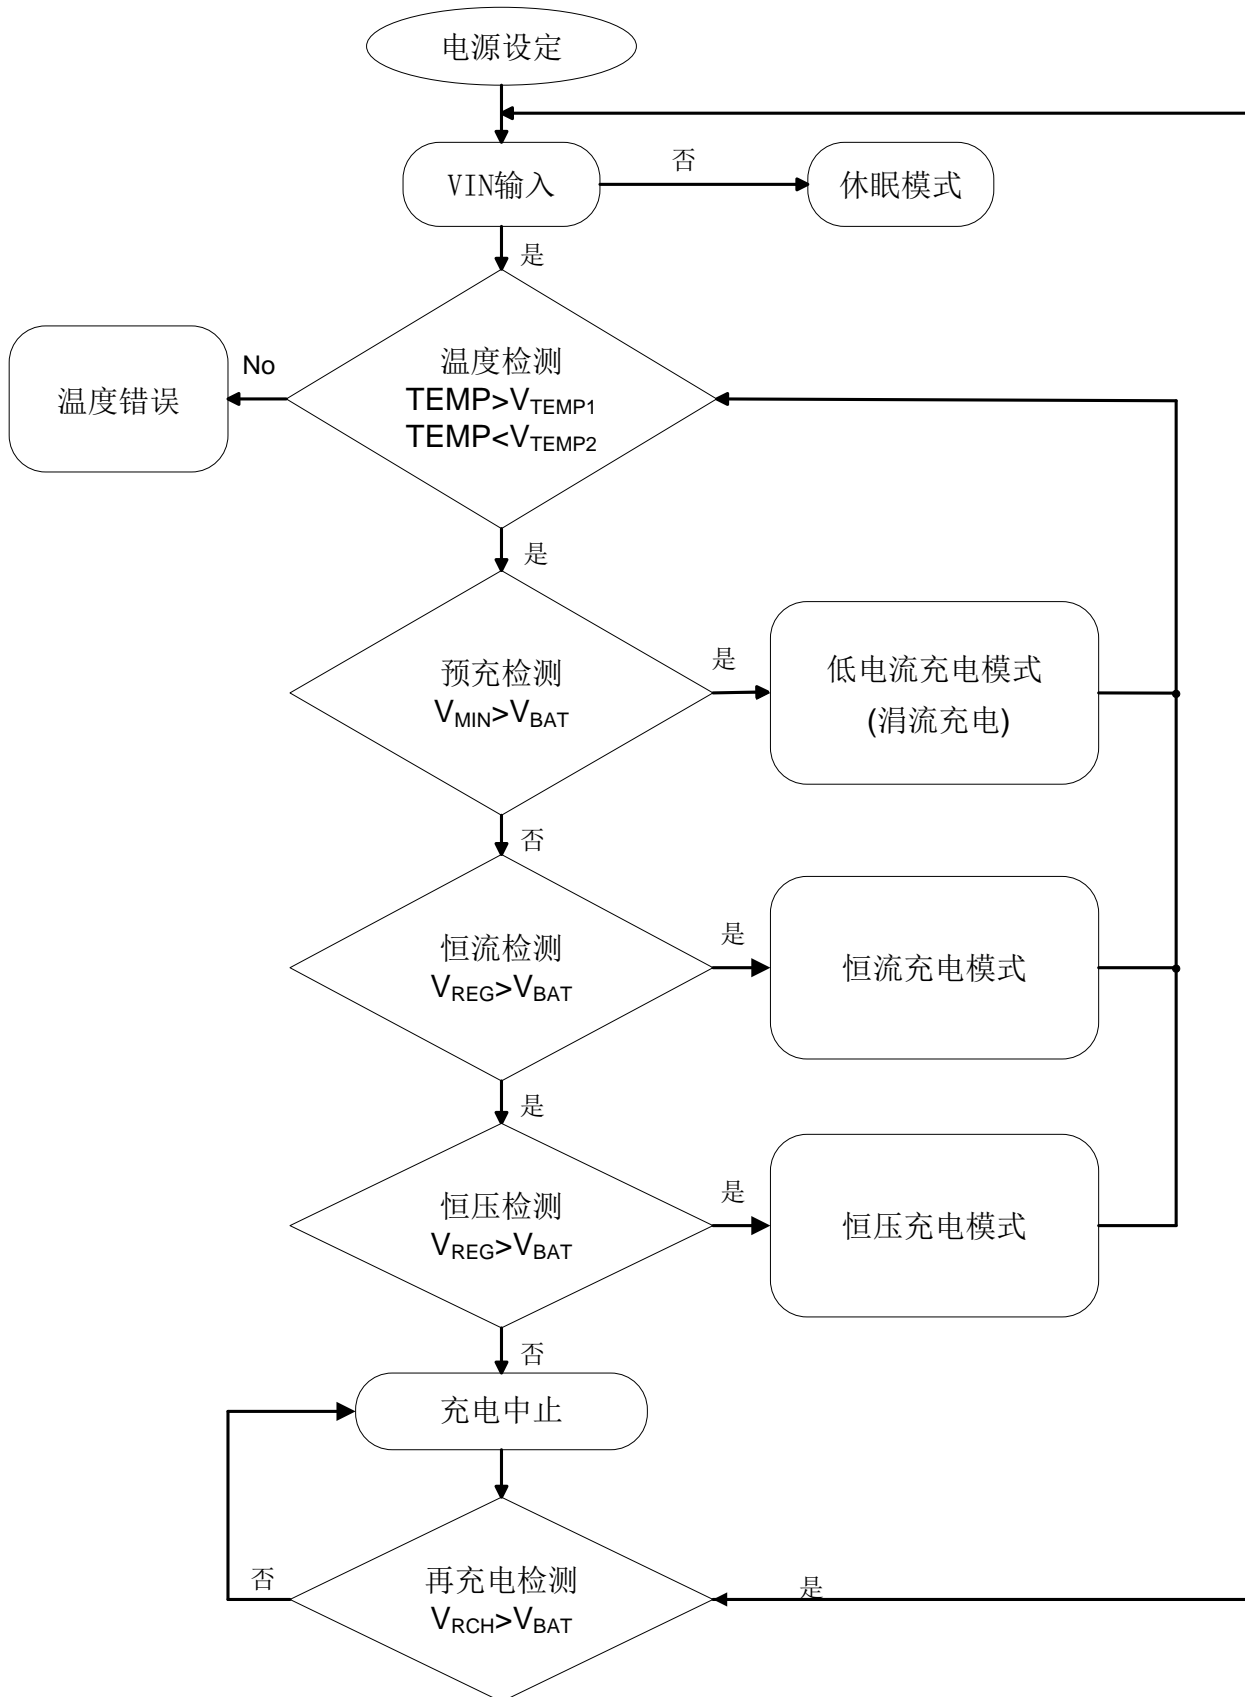 电源设定
VIN输入
否
休眠模式
是
温度错误
No
温度检测
TEMP>VTEMP1
TEMP<VTEMP2
是
预充检测
VMIN>VBAT
是
低电流充电模式
(涓流充电)
否
恒流检测
VREG>VBAT
是
恒流充电模式
是
恒压检测
VREG>VBAT
是
恒压充电模式
否
充电中止
否
再充电检测
VRCH>VBAT
是